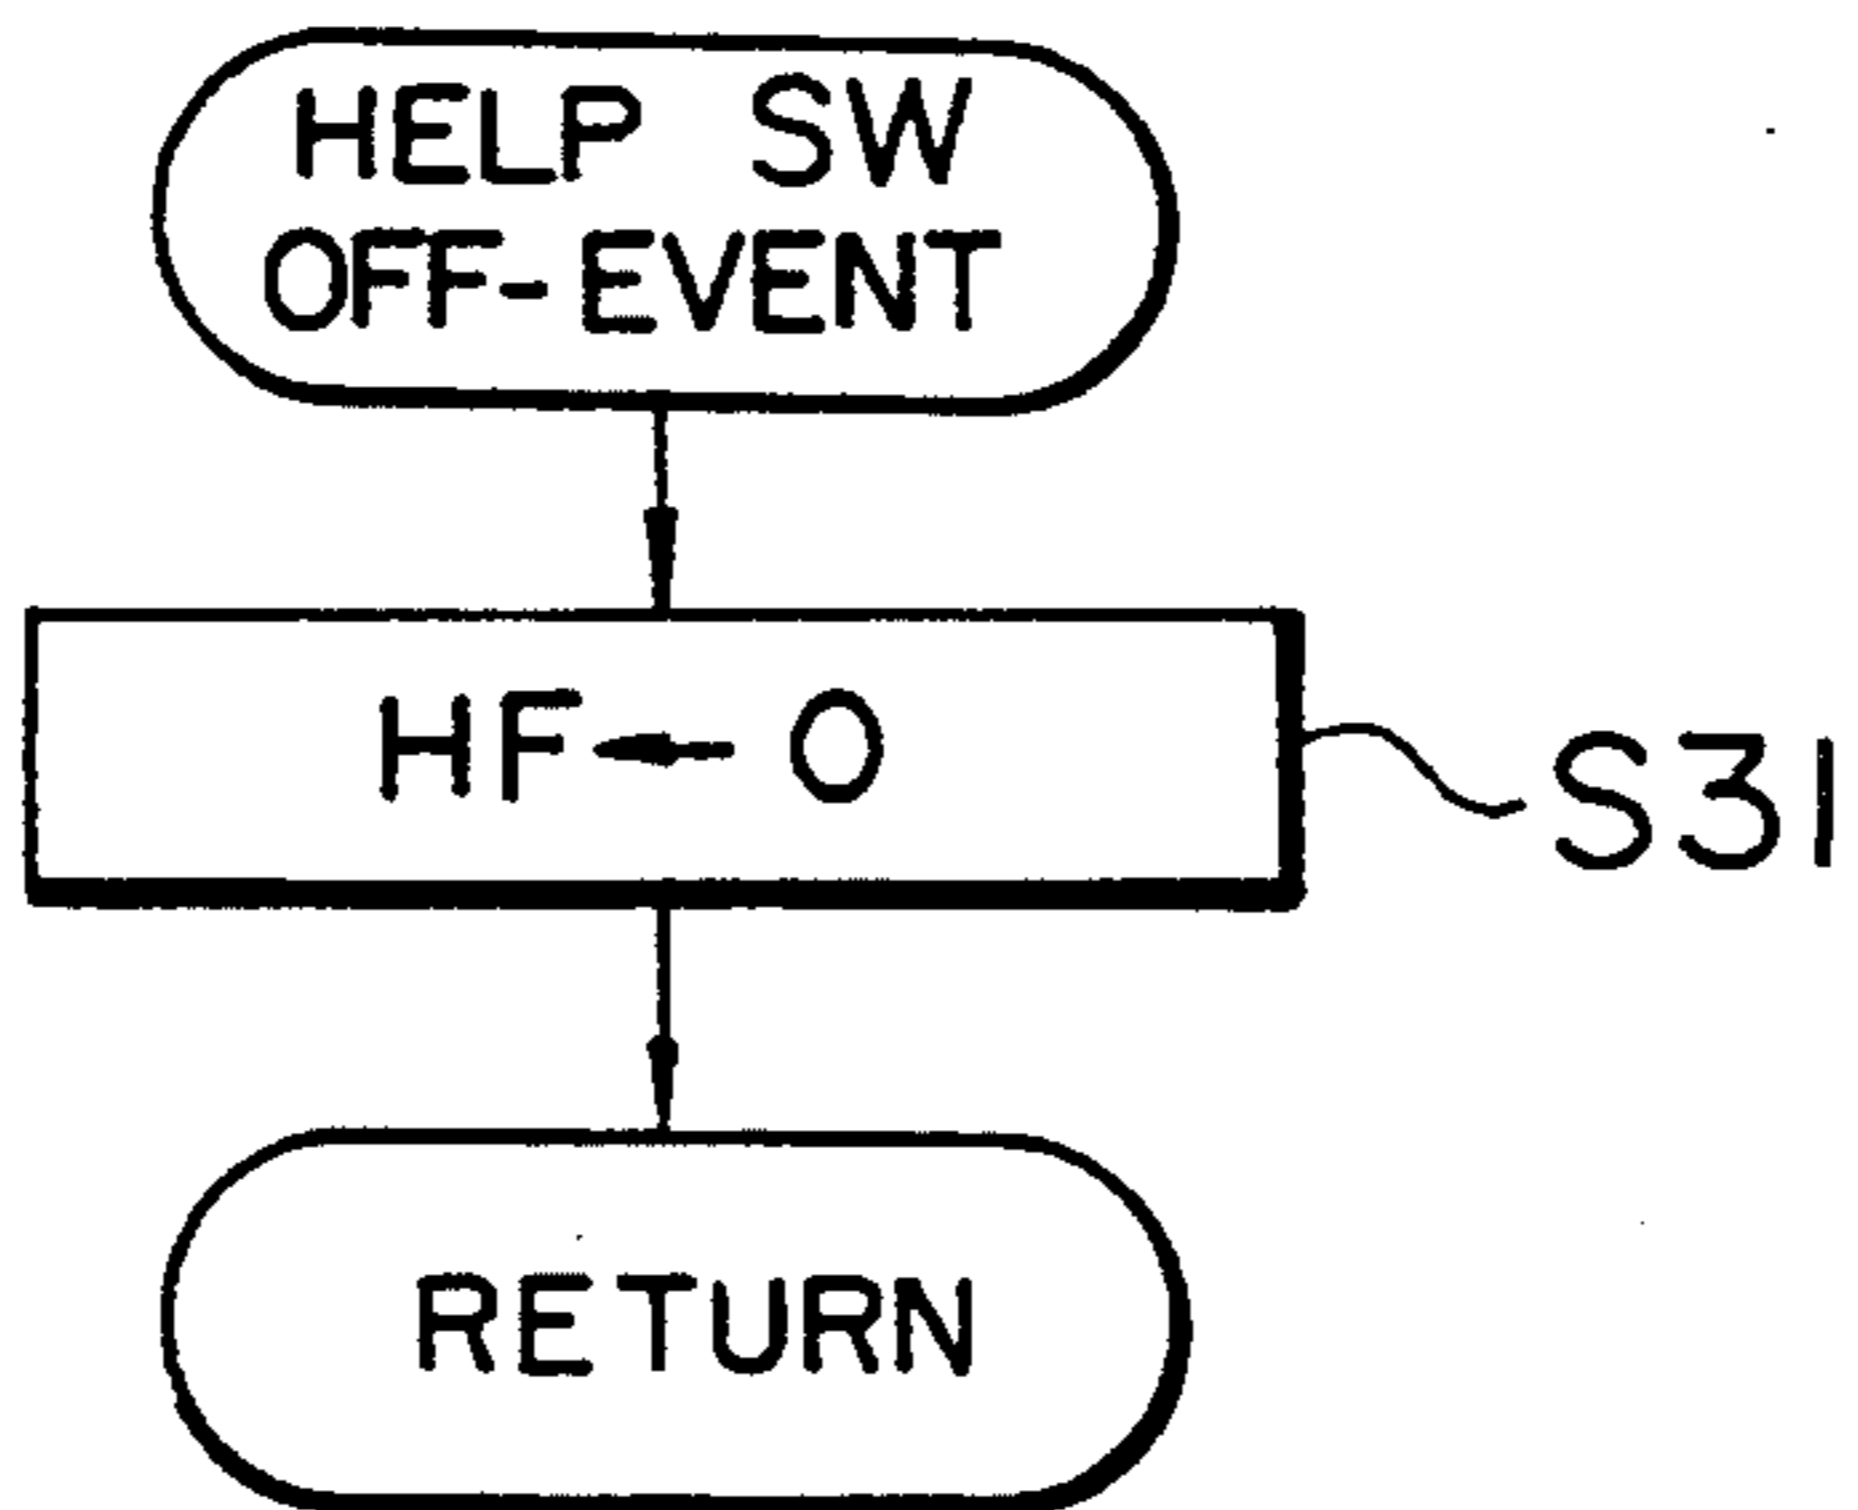 HELP SW
OFF-EVENT
HF ← 0
S31
RETURN